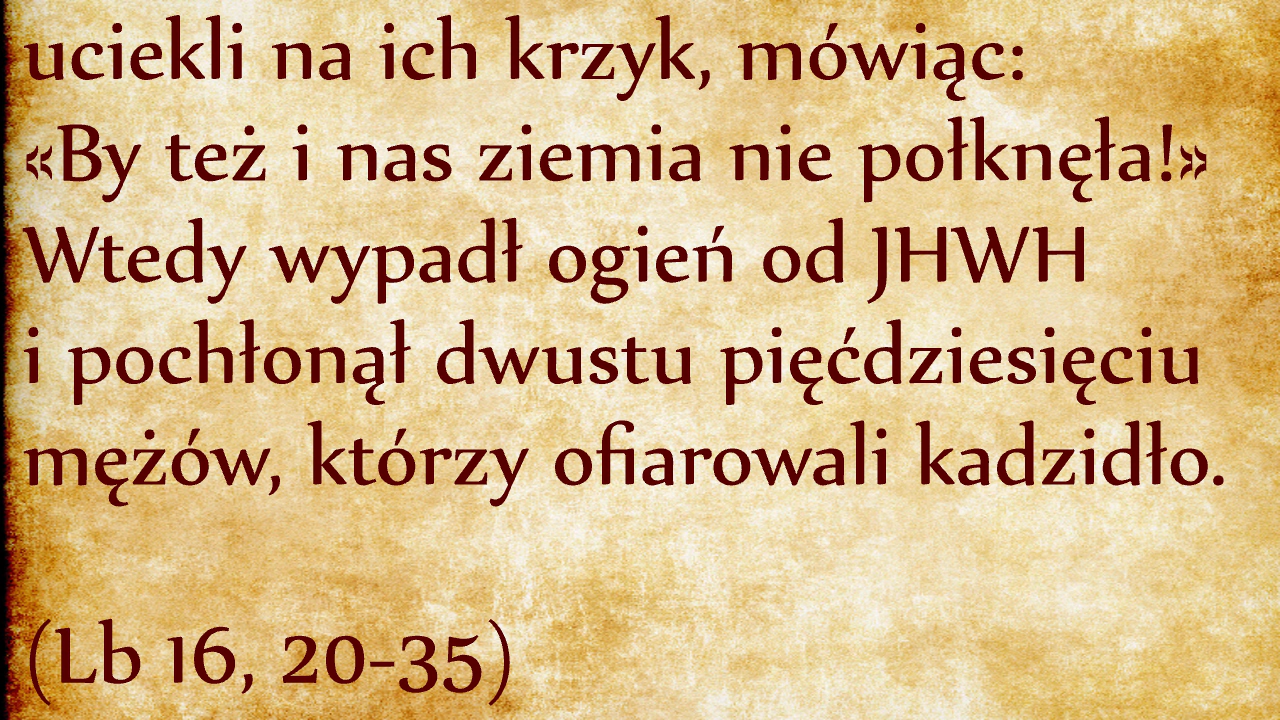 uciekli na ich krzyk, mówiąc:
«By też i nas ziemia nie połknęła!»
Wtedy wypadł ogień od JHWH
i pochłonął dwustu pięćdziesięciu
mężów, którzy ofiarowali kadzidło.
(Lb 16, 20-35)